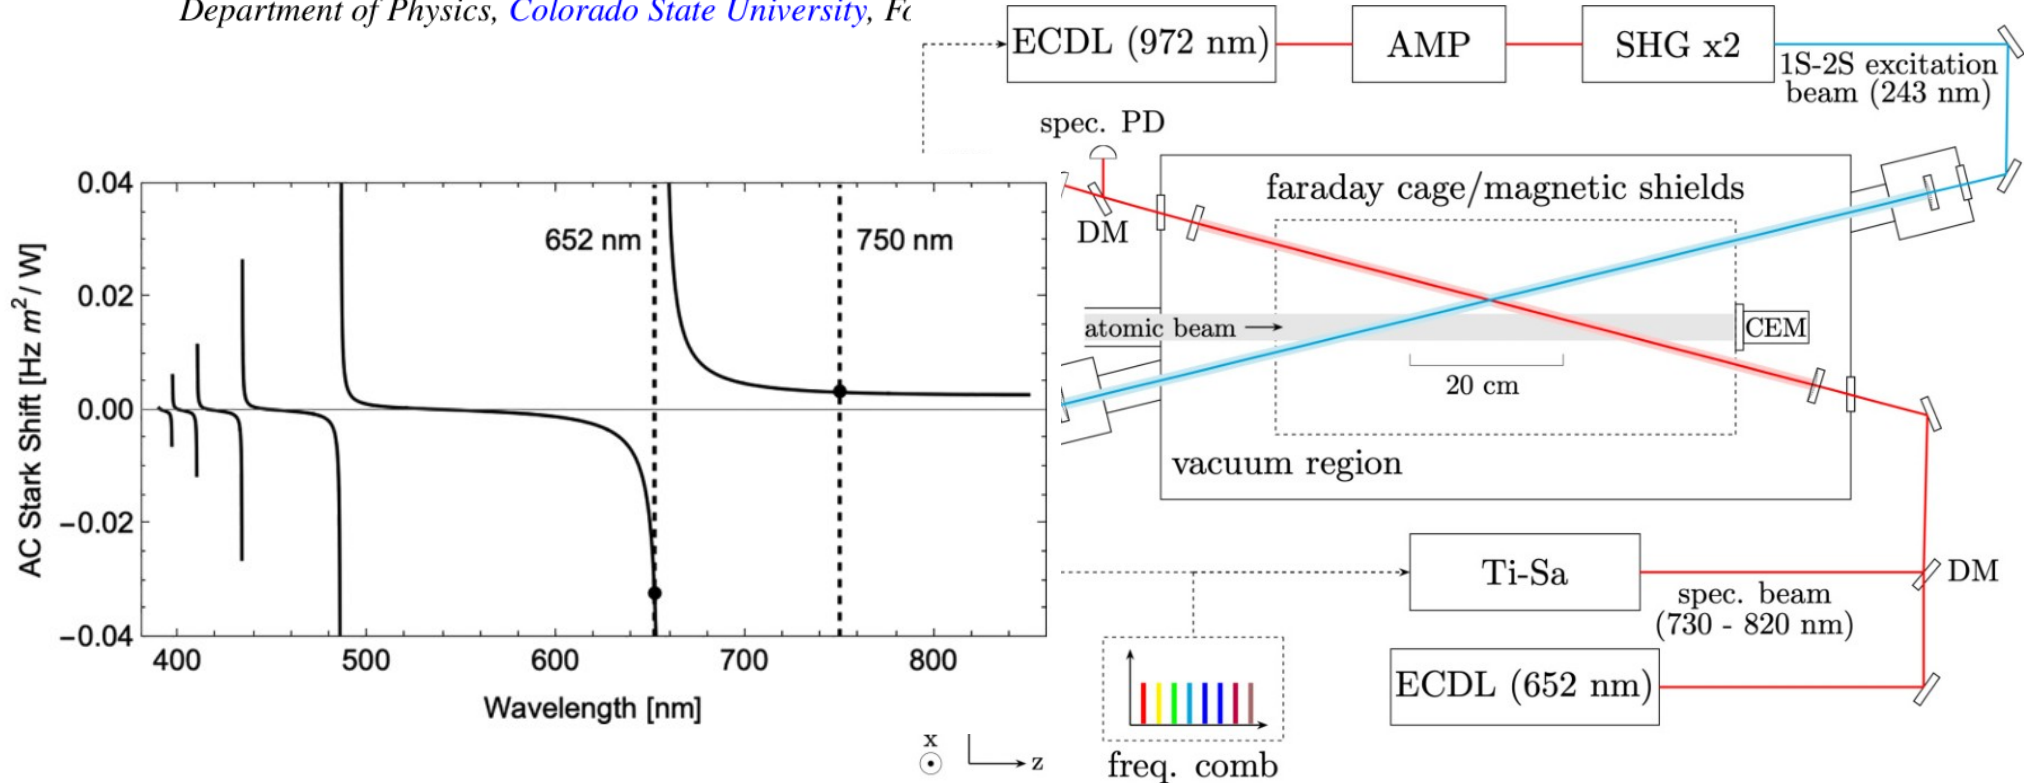 Department of Physics, Colorado State University,
ECDL (972 nm)
AMP
SHG x2
1S-2S excitation
beam (243 nm)
spec. PD
DM
faraday cage/magnetic shields
atomic beam
CEM
20 cm
vacuum region
Ti-Sa
DM
spec. beam
(730 - 820 nm)
ECDL (652 nm)
freq. comb
x
z
AC Stark Shift [Hz m² / W]
0.04
0.02
0.00
−0.02
−0.04
652 nm
750 nm
400 500 600 700 800
Wavelength [nm]